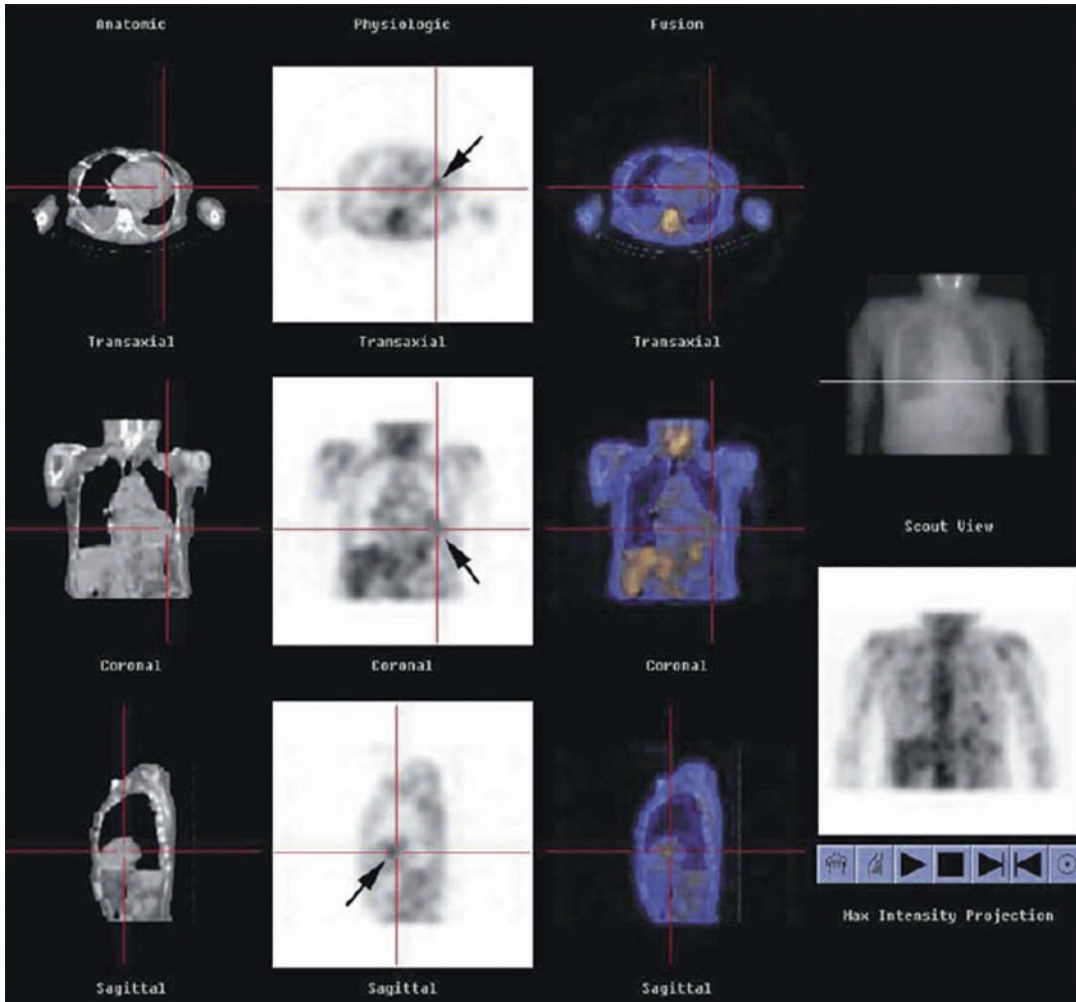 Anatomic Physiologic Fusion
Transaxial Transaxial Transaxial
Coronal Coronal Coronal
Scout View
Sagittal Sagittal Sagittal
Max Intensity Projection